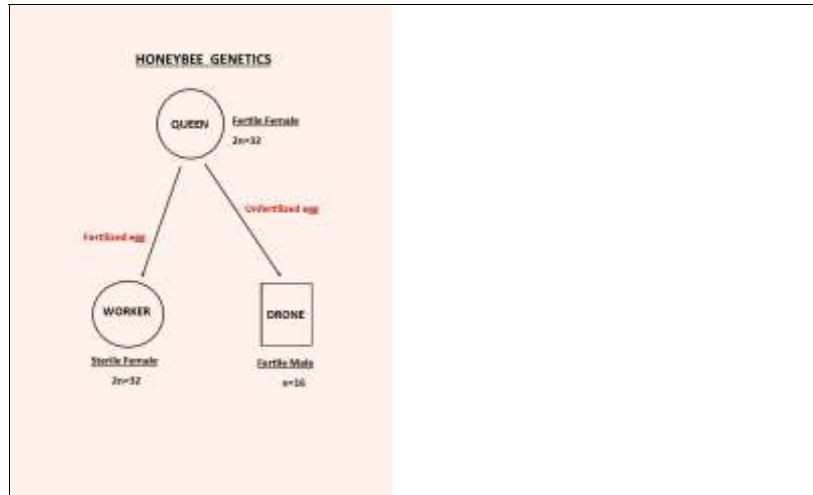 HONEYBEE GENETICS
QUEEN
Fertile Female
2n=32
Unfertilized egg
Fertilized egg
WORKER
DRONE
Sterile Female
Fertile Male
2n=32
n=16